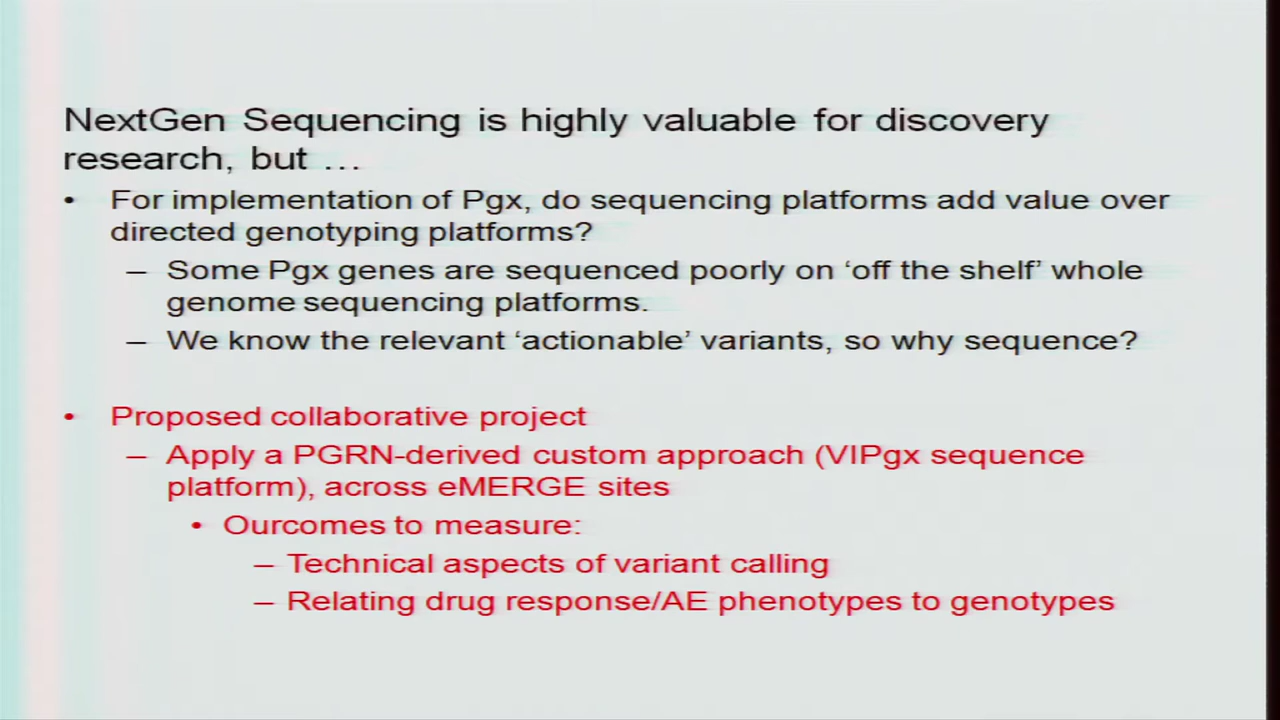 NextGen Sequencing is highly valuable for discovery
research, but …
• For implementation of Pgx, do sequencing platforms add value over
directed genotyping platforms?
– Some Pgx genes are sequenced poorly on ‘off the shelf’ whole
genome sequencing platforms.
– We know the relevant ‘actionable’ variants, so why sequence?
• Proposed collaborative project
– Apply a PGRN-derived custom approach (VIPgx sequence
platform), across eMERGE sites
• Ourcomes to measure:
– Technical aspects of variant calling
– Relating drug response/AE phenotypes to genotypes